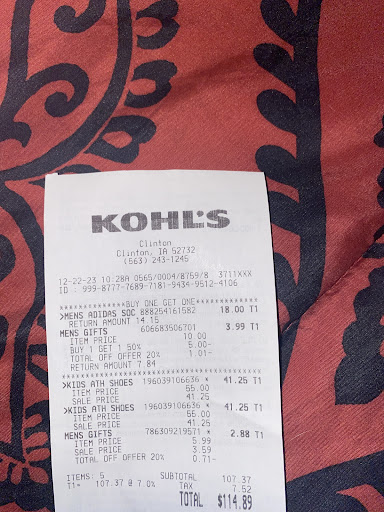 KOHL'S
Clinton
Clinton, IA 52732
(563) 243-1245
12-22-23 10:28A 0565/0004/8759/8 3711XXX
ID: 999-8777-7689-7181-9434-9512-4106
**************BUY ONE GET ONE**************
>MENS ADIDAS SOC 888254161582 18.00 T1
RETURN AMOUNT 14.15
MENS GIFTS 606683506701 3.99 T1
ITEM PRICE 10.00
BUY 1 GET 1 50% 5.00-
TOTAL OFF OFFER 20% 1.01-
RETURN AMOUNT 7.84
*******************************************
>KIDS ATH SHOES 196039106636 * 41.25 T1
ITEM PRICE 55.00
SALE PRICE 41.25
>KIDS ATH SHOES 196039106636 * 41.25 T1
ITEM PRICE 55.00
SALE PRICE 41.25
MENS GIFTS 786309219571 * 2.88 T1
ITEM PRICE 5.99
SALE PRICE 3.59
TOTAL OFF OFFER 20% 0.71-
ITEMS: 5 SUBTOTAL 107.37
T1= 107.37 @ 7.0% TAX 7.52
TOTAL $114.89